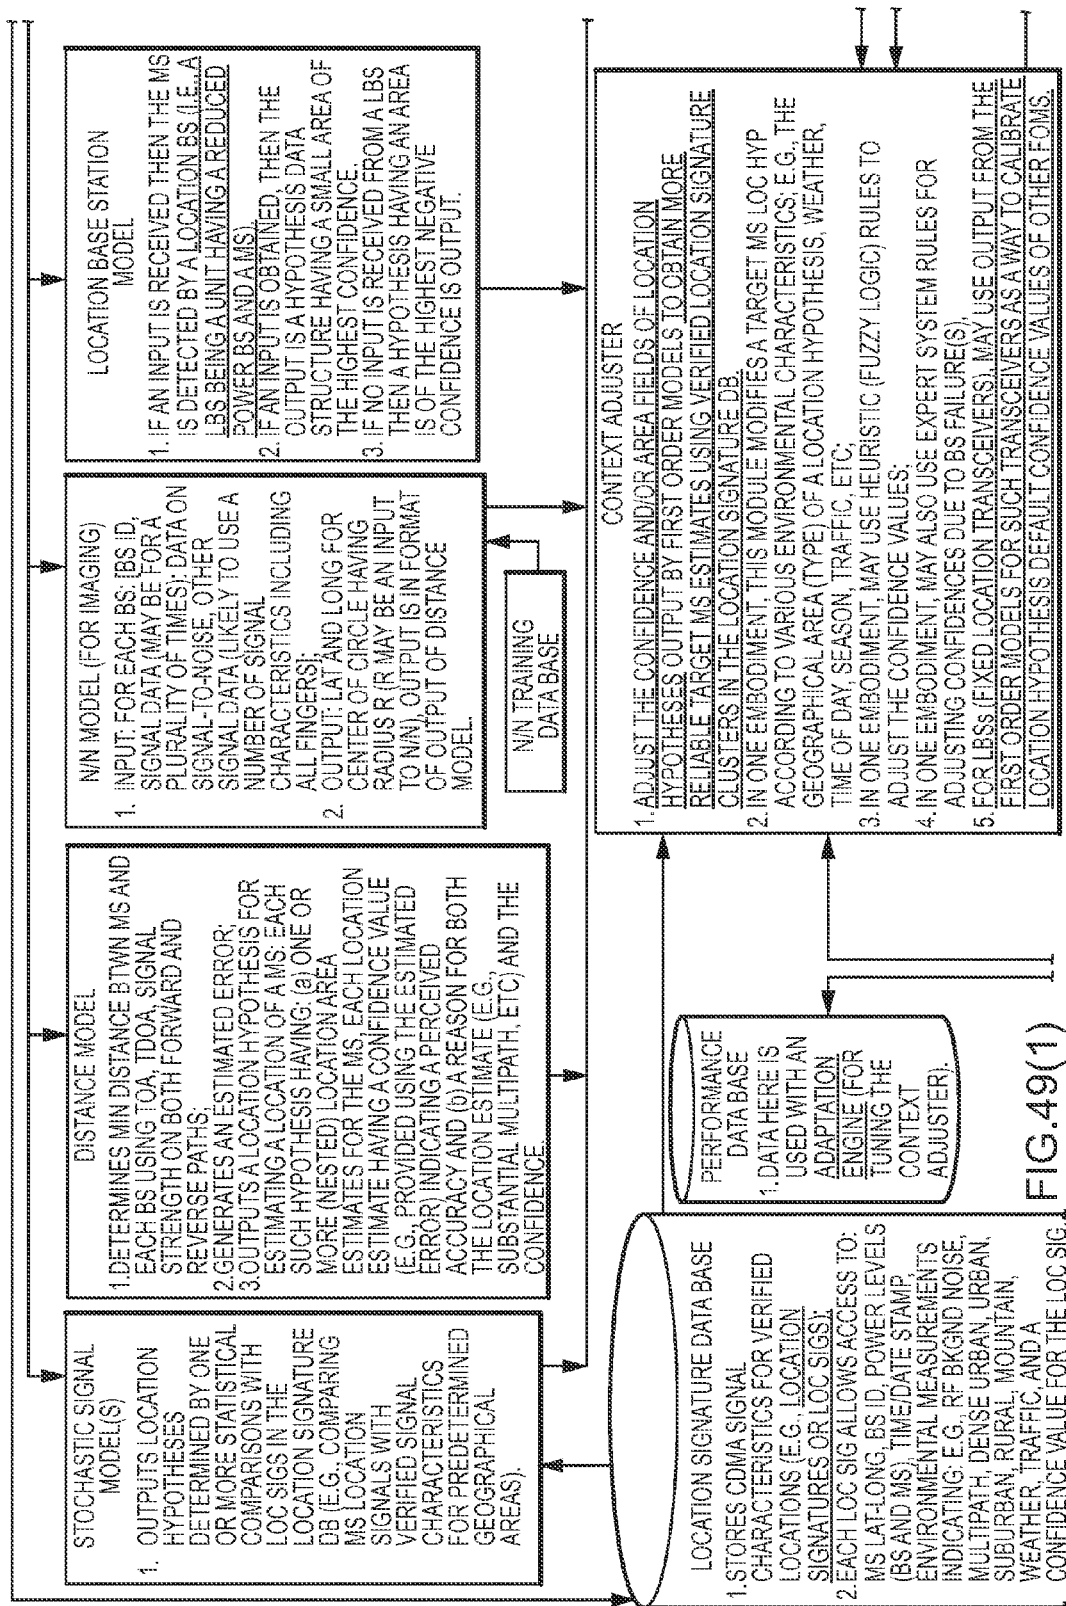 STOCHASTIC SIGNAL
MODEL(S)
1. OUTPUTS LOCATION
HYPOTHESES
DETERMINED BY ONE
OR MORE STATISTICAL
COMPARISONS WITH
LOC SIGS IN THE
LOCATION SIGNATURE
DB (E.G., COMPARING
MS LOCATION
SIGNALS WITH
VERIFIED SIGNAL
CHARACTERISTICS
FOR PREDETERMINED
GEOGRAPHICAL
AREAS).
DISTANCE MODEL
1. DETERMINES MIN DISTANCE BTWN MS AND
EACH BS USING TOA, TDOA, SIGNAL
STRENGTH ON BOTH FORWARD AND
REVERSE PATHS;
2. GENERATES AN ESTIMATED ERROR;
3. OUTPUTS A LOCATION HYPOTHESIS FOR
ESTIMATING A LOCATION OF A MS: EACH
SUCH HYPOTHESIS HAVING: (a) ONE OR
MORE (NESTED) LOCATION AREA
ESTIMATES FOR THE MS, EACH LOCATION
ESTIMATE HAVING A CONFIDENCE VALUE
(E.G., PROVIDED USING THE ESTIMATED
ERROR) INDICATING A PERCEIVED
ACCURACY AND (b) A REASON FOR BOTH
THE LOCATION ESTIMATE (E.G.,
SUBSTANTIAL MULTIPATH, ETC) AND THE
CONFIDENCE.
N/N MODEL (FOR IMAGING)
1. INPUT: FOR EACH BS: [BS ID,
SIGNAL DATA (MAY BE FOR A
PLURALITY OF TIMES): DATA ON
SIGNAL-TO-NOISE, OTHER
SIGNAL DATA (LIKELY TO USE A
NUMBER OF SIGNAL
CHARACTERISTICS INCLUDING
ALL FINGERS);
2. OUTPUT: LAT AND LONG FOR
CENTER OF CIRCLE HAVING
RADIUS R (R MAY BE AN INPUT
TO N/N), OUTPUT IS IN FORMAT
OF OUTPUT OF DISTANCE
MODEL.
N/N TRAINING
DATA BASE
LOCATION BASE STATION
MODEL
1. IF AN INPUT IS RECEIVED THEN THE MS
IS DETECTED BY A LOCATION BS (I.E., A
LBS BEING A UNIT HAVING A REDUCED
POWER BS AND A MS).
2. IF AN INPUT IS OBTAINED, THEN THE
OUTPUT IS A HYPOTHESIS DATA
STRUCTURE HAVING A SMALL AREA OF
THE HIGHEST CONFIDENCE.
3. IF NO INPUT IS RECEIVED FROM A LBS
THEN A HYPOTHESIS HAVING AN AREA
IS OF THE HIGHEST NEGATIVE
CONFIDENCE IS OUTPUT.
LOCATION SIGNATURE DATA BASE
1. STORES CDMA SIGNAL
CHARACTERISTICS FOR VERIFIED
LOCATIONS (E.G., LOCATION
SIGNATURES OR LOC SIGS);
2. EACH LOC SIG ALLOWS ACCESS TO:
MS LAT-LONG, BS ID, POWER LEVELS
(BS AND MS), TIME/DATE STAMP,
ENVIRONMENTAL MEASUREMENTS
INDICATING: E.G., RF BKGND NOISE,
MULTIPATH, DENSE URBAN, URBAN,
SUBURBAN, RURAL, MOUNTAIN,
WEATHER, TRAFFIC, AND A
CONFIDENCE VALUE FOR THE LOC SIG.
PERFORMANCE
DATA BASE
1. DATA HERE IS
USED WITH AN
ADAPTATION
ENGINE (FOR
TUNING THE
CONTEXT
ADJUSTER).
CONTEXT ADJUSTER
1. ADJUST THE CONFIDENCE AND/OR AREA FIELDS OF LOCATION
HYPOTHESES OUTPUT BY FIRST ORDER MODELS TO OBTAIN MORE
RELIABLE TARGET MS ESTIMATES USING VERIFIED LOCATION SIGNATURE
CLUSTERS IN THE LOCATION SIGNATURE DB.
2. IN ONE EMBODIMENT, THIS MODULE MODIFIES A TARGET MS LOC HYP
ACCORDING TO VARIOUS ENVIRONMENTAL CHARACTERISTICS; E.G., THE
GEOGRAPHICAL AREA (TYPE) OF A LOCATION HYPOTHESIS, WEATHER,
TIME OF DAY, SEASON, TRAFFIC, ETC;
3. IN ONE EMBODIMENT, MAY USE HEURISTIC (FUZZY LOGIC) RULES TO
ADJUST THE CONFIDENCE VALUES;
4. IN ONE EMBODIMENT, MAY ALSO USE EXPERT SYSTEM RULES FOR
ADJUSTING CONFIDENCES DUE TO BS FAILURE(S),
5. FOR LBSs (FIXED LOCATION TRANSCEIVERS), MAY USE OUTPUT FROM THE
FIRST ORDER MODELS FOR SUCH TRANSCEIVERS AS A WAY TO CALIBRATE
LOCATION HYPOTHESIS DEFAULT CONFIDENCE VALUES OF OTHER FOMS.
FIG.49(1)